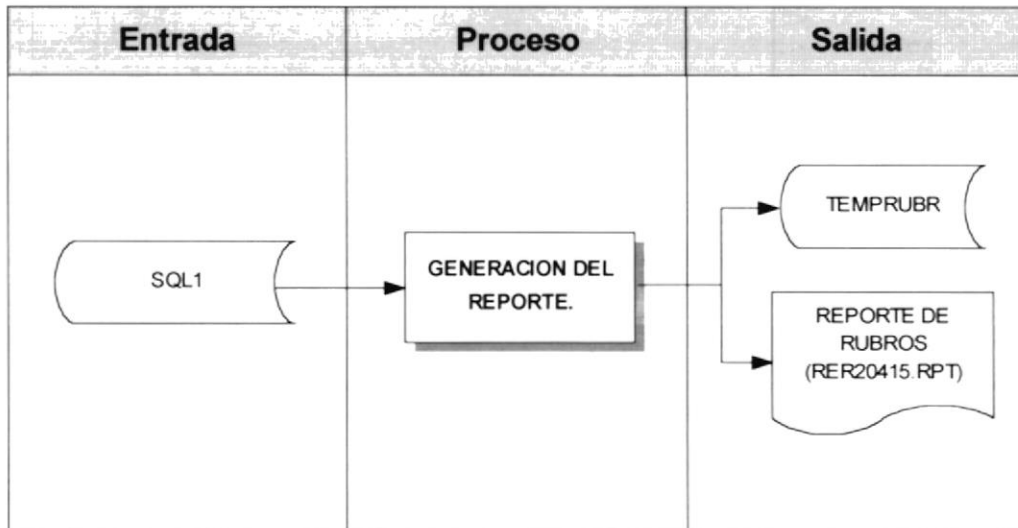 Entrada
Proceso
Salida
SQL1
GENERACION DEL
REPORTE.
TEMPRUBR
REPORTE DE
RUBROS
(RER20415.RPT)